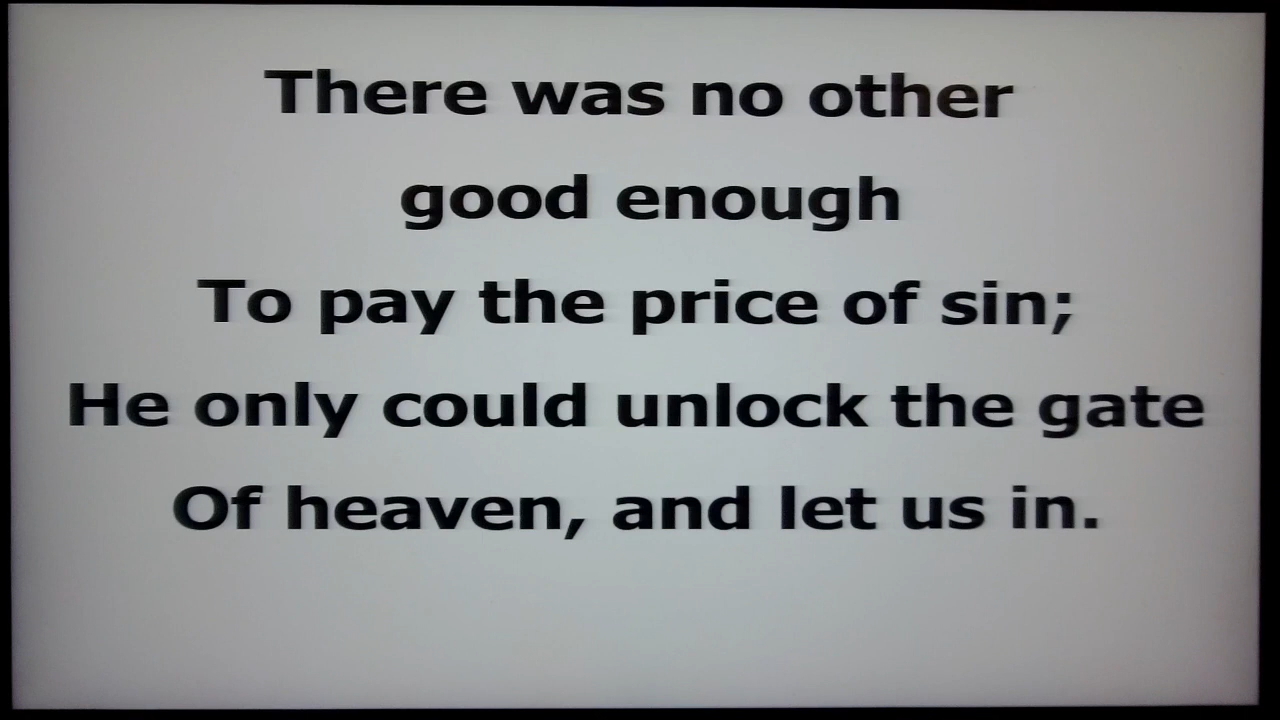 There was no other
good enough
To pay the price of sin;
He only could unlock the gate
Of heaven, and let us in.